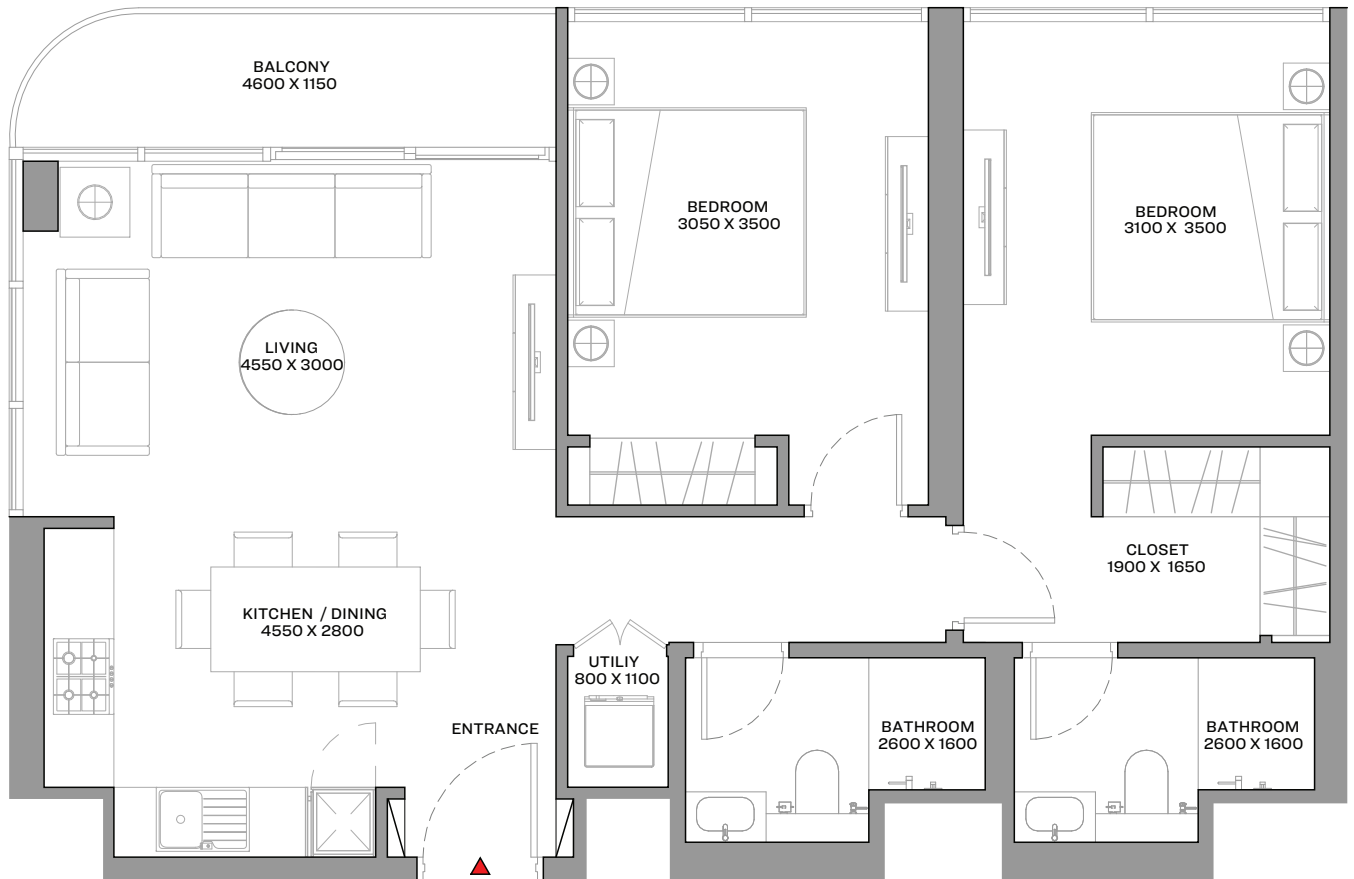 BALCONY
4600 X 1150
BEDROOM
3050 X 3500
BEDROOM
3100 X 3500
LIVING
4550 X 3000
CLOSET
1900 X 1650
KITCHEN / DINING
4550 X 2800
UTILIY
800 X 1100
ENTRANCE
BATHROOM
2600 X 1600
BATHROOM
2600 X 1600